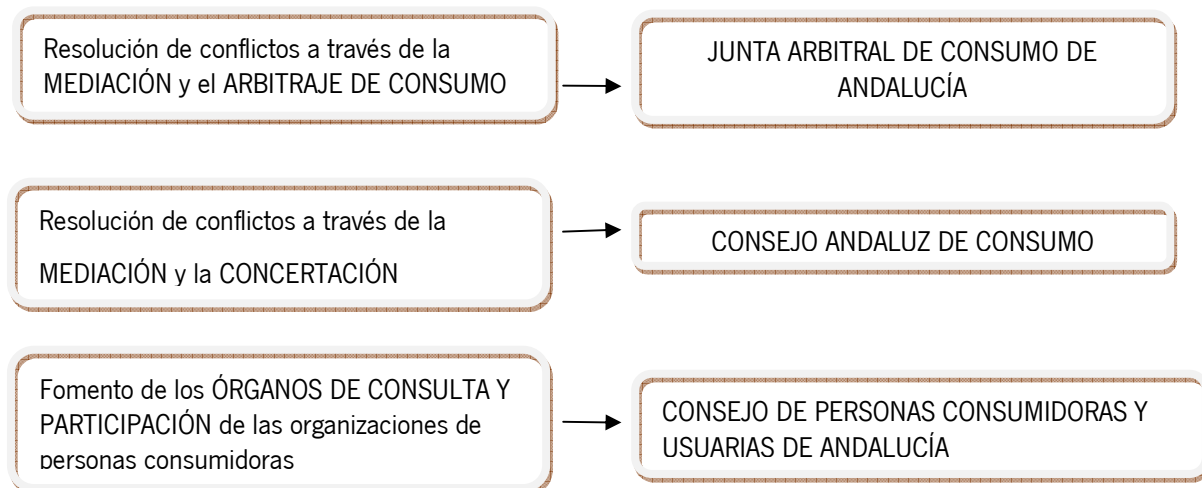 Resolución de conflictos a través de la
MEDIACIÓN y el ARBITRAJE DE CONSUMO
JUNTA ARBITRAL DE CONSUMO DE
ANDALUCÍA
Resolución de conflictos a través de la
MEDIACIÓN y la CONCERTACIÓN
CONSEJO ANDALUZ DE CONSUMO
Fomento de los ÓRGANOS DE CONSULTA Y
PARTICIPACIÓN de las organizaciones de
personas consumidoras
CONSEJO DE PERSONAS CONSUMIDORAS Y
USUARIAS DE ANDALUCÍA